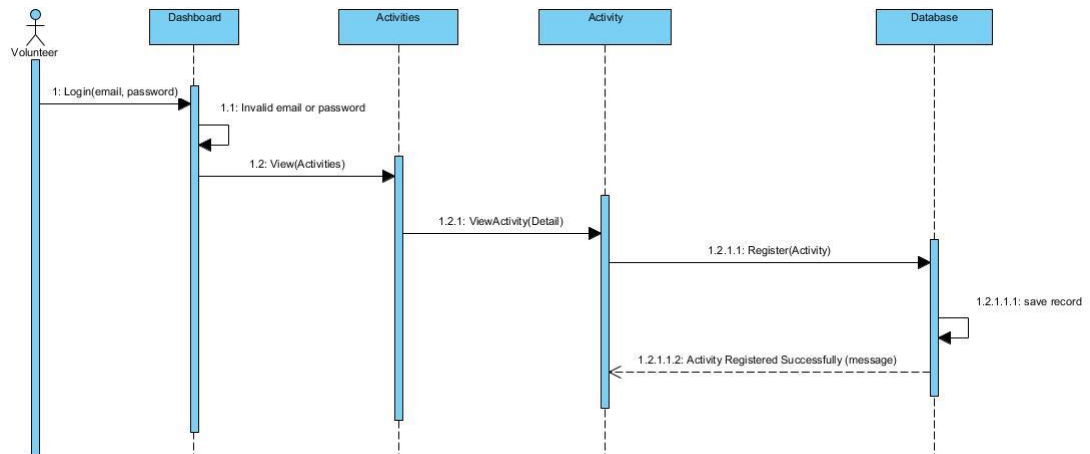 Dashboard
Activities
Activity
Database
Volunteer
1: Login(email, password)
1.1: Invalid email or password
1.2: View(Activities)
1.2.1: ViewActivity(Detail)
1.2.1.1: Register(Activity)
1.2.1.1.1: save record
1.2.1.1.2: Activity Registered Successfully (message)